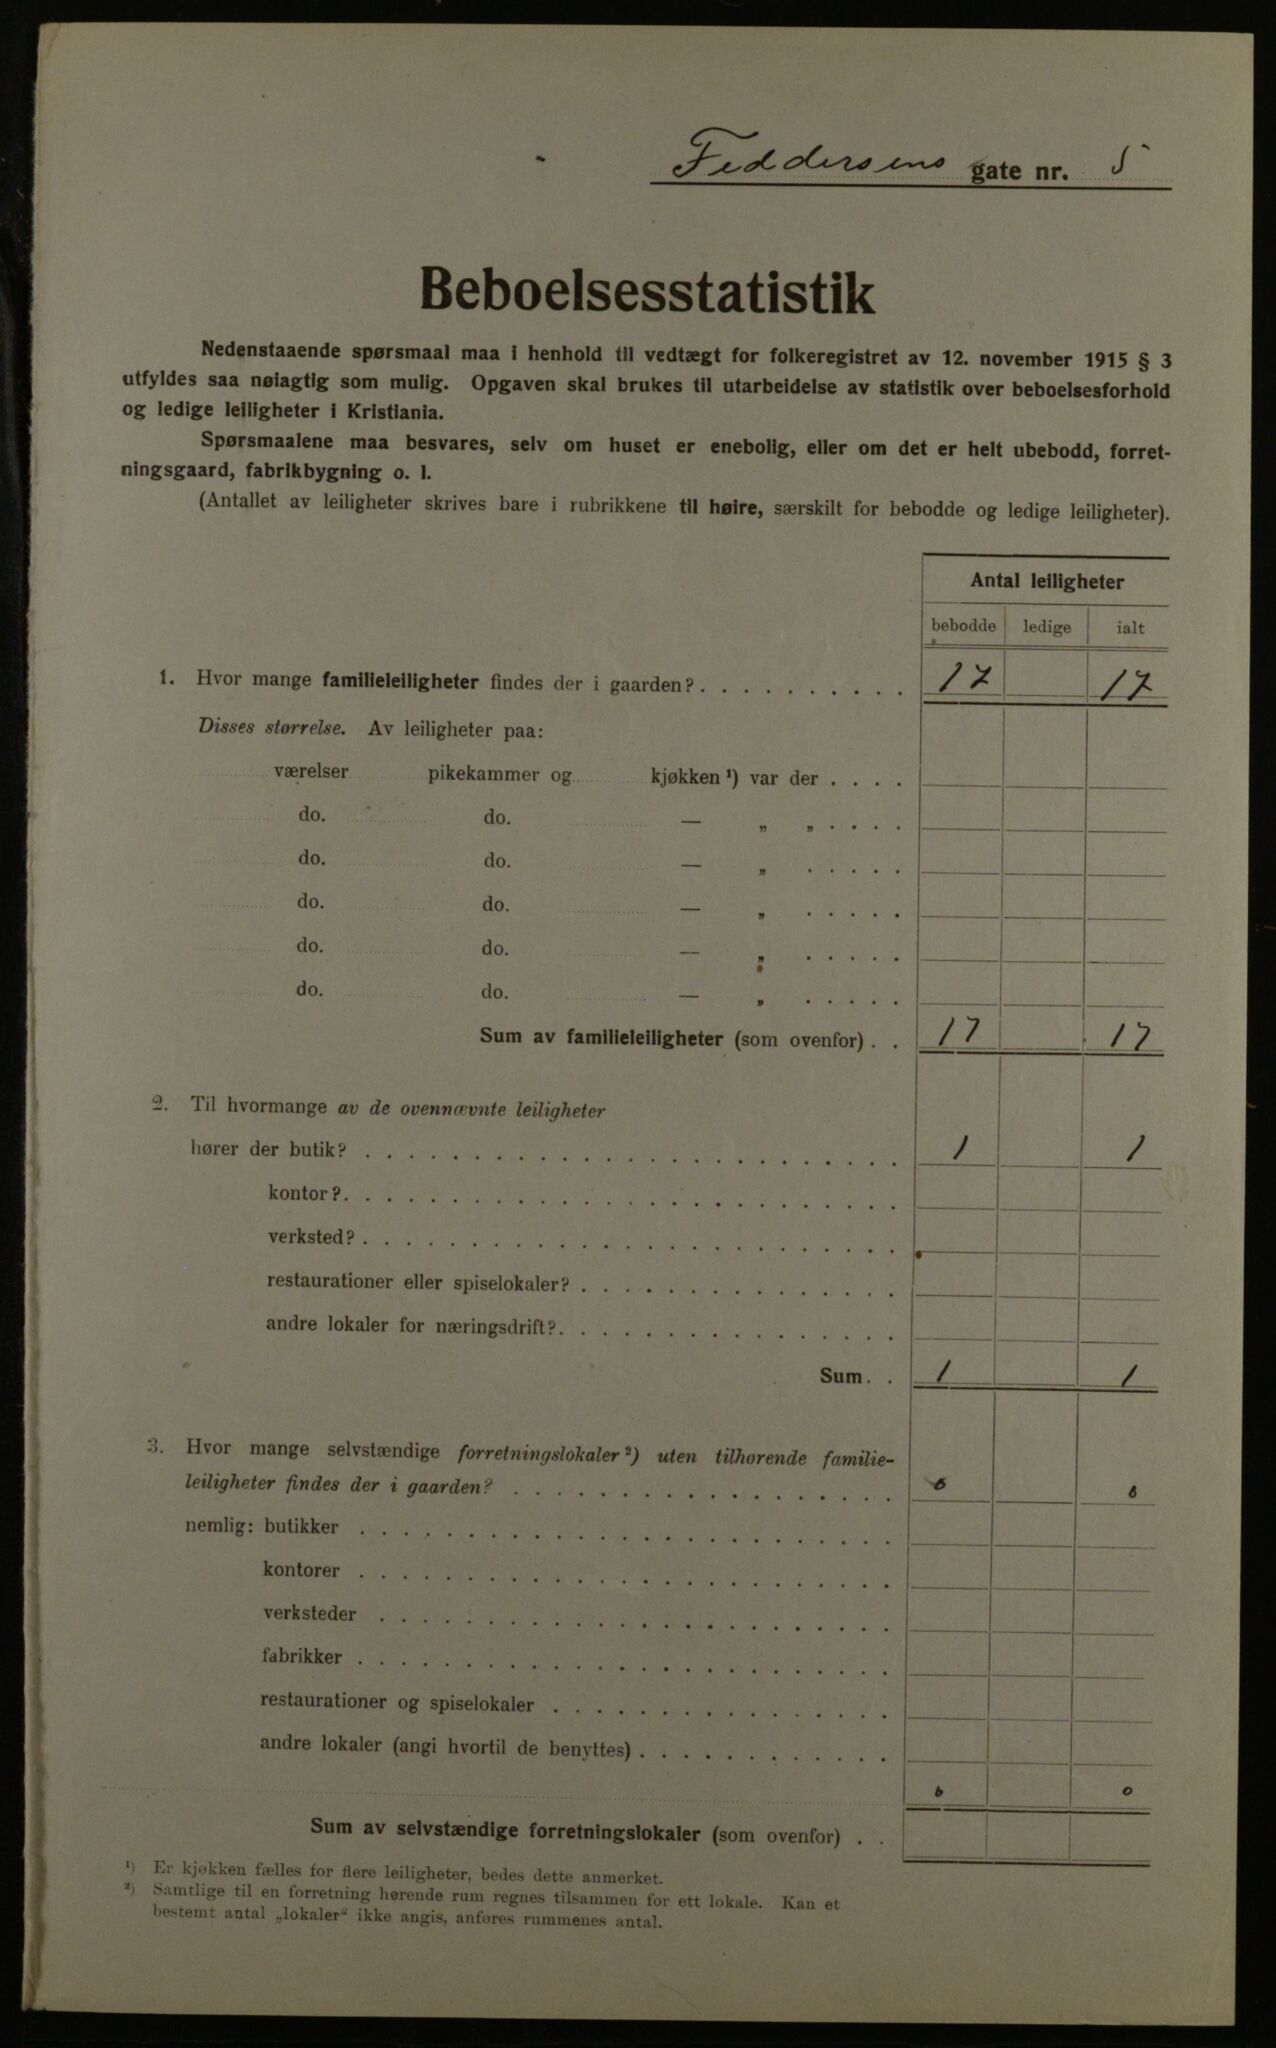 Feddersens gate nr. 5
Beboelsesstatistik
Nedenstaaende spørsmaal maa i henhold til vedtægt for folkeregistret av 12. november 1915 § 3
utfyldes saa nøiagtig som mulig. Opgaven skal brukes til utarbeidelse av statistik over beboelsesforhold
og ledige leiligheter i Kristiania.
Spørsmaalene maa besvares, selv om huset er enebolig, eller om det er helt ubebodd, forret-
ningsgaard, fabrikbygning o. l.
(Antallet av leiligheter skrives bare i rubrikkene til høire, særskilt for bebodde og ledige leiligheter).
Antal leiligheter
bebodde ledige ialt
1. Hvor mange familieleiligheter findes der i gaarden? . . . . . . . . . . 17 17
Disses størrelse. Av leiligheter paa:
værelser pikekammer og kjøkken ¹) var der . . . .
do. do. — „ „ . . . .
do. do. — „ . . . . .
do. do. — „ . . . . .
do. do. — „ . . . . .
do. do. — „ . . . . .
Sum av familieleiligheter (som ovenfor) . . 17 17
2. Til hvormange av de ovennævnte leiligheter
hører der butik? . . . . . . . . . . . . . . . . . . . 1 1
kontor? . . . . . . . . . . . . . . . . . . . .
verksted? . . . . . . . . . . . . . . . . . . .
restaurationer eller spiselokaler? . . . . . . . . . . .
andre lokaler for næringsdrift? . . . . . . . . . . . .
Sum. . 1 1
3. Hvor mange selvstændige forretningslokaler ²) uten tilhørende familie-
leiligheter findes der i gaarden? . . . . . . . . . . . . . . 0 0
nemlig: butikker . . . . . . . . . . . . . . . . . . .
kontorer . . . . . . . . . . . . . . . . . . .
verksteder . . . . . . . . . . . . . . . . . .
fabrikker . . . . . . . . . . . . . . . . . . .
restaurationer og spiselokaler . . . . . . . . . . . .
andre lokaler (angi hvortil de benyttes) . . . . . . . . .
0 0
Sum av selvstændige forretningslokaler (som ovenfor) . .
¹) Er kjøkken fælles for flere leiligheter, bedes dette anmerket.
²) Samtlige til en forretning hørende rum regnes tilsammen for ett lokale. Kan et
bestemt antal „lokaler“ ikke angis, anføres rummenes antal.